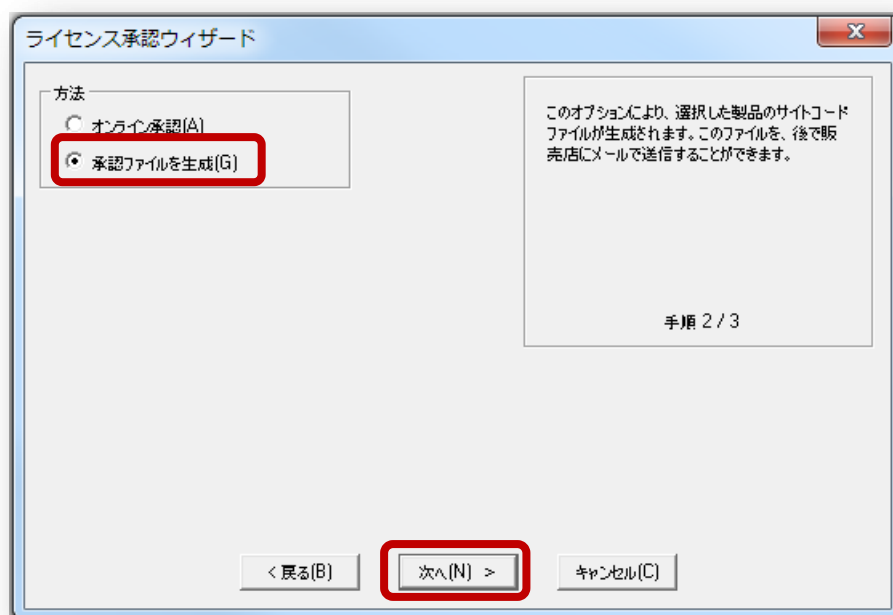 ライセンス承認ウィザード
X
方法
オンライン承認(A)
承認ファイルを生成(G)
このオプションにより、選択した製品のサイトコード
ファイルが生成されます。このファイルを、後で販
売店にメールで送信することができます。
手順 2 / 3
< 戻る(B)
次へ(N) >
キャンセル(C)